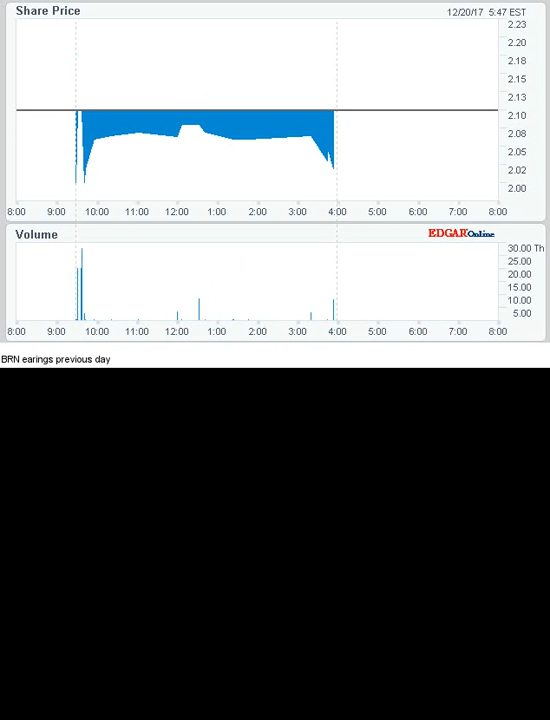 Share Price
12/20/17 5:47 EST
2.23
2.20
2.18
2.15
2.13
2.10
2.08
2.05
2.02
2.00
8:00 9:00 10:00 11:00 12:00 1:00 2:00 3:00 4:00 5:00 6:00 7:00 8:00
Volume
EDGAROnline
30.00 Th
25.00
20.00
15.00
10.00
5.00
8:00 9:00 10:00 11:00 12:00 1:00 2:00 3:00 4:00 5:00 6:00 7:00 8:00
BRN earings previous day